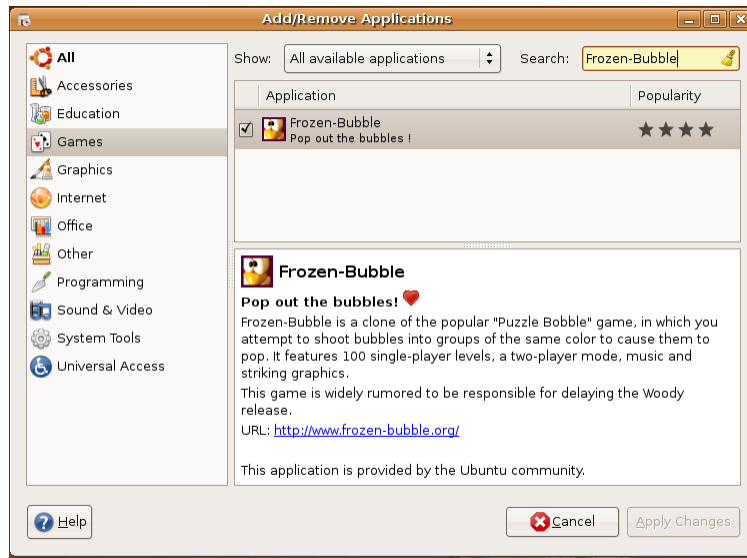 Add/Remove Applications
All
Accessories
Education
Games
Graphics
Internet
Office
Other
Programming
Sound & Video
System Tools
Universal Access
Show: All available applications Search: Frozen-Bubble
Application Popularity
Frozen-Bubble
Pop out the bubbles !
Frozen-Bubble
Pop out the bubbles!
Frozen-Bubble is a clone of the popular "Puzzle Bobble" game, in which you
attempt to shoot bubbles into groups of the same color to cause them to
pop. It features 100 single-player levels, a two-player mode, music and
striking graphics.
This game is widely rumored to be responsible for delaying the Woody
release.
URL: http://www.frozen-bubble.org/
This application is provided by the Ubuntu community.
Help Cancel Apply Changes